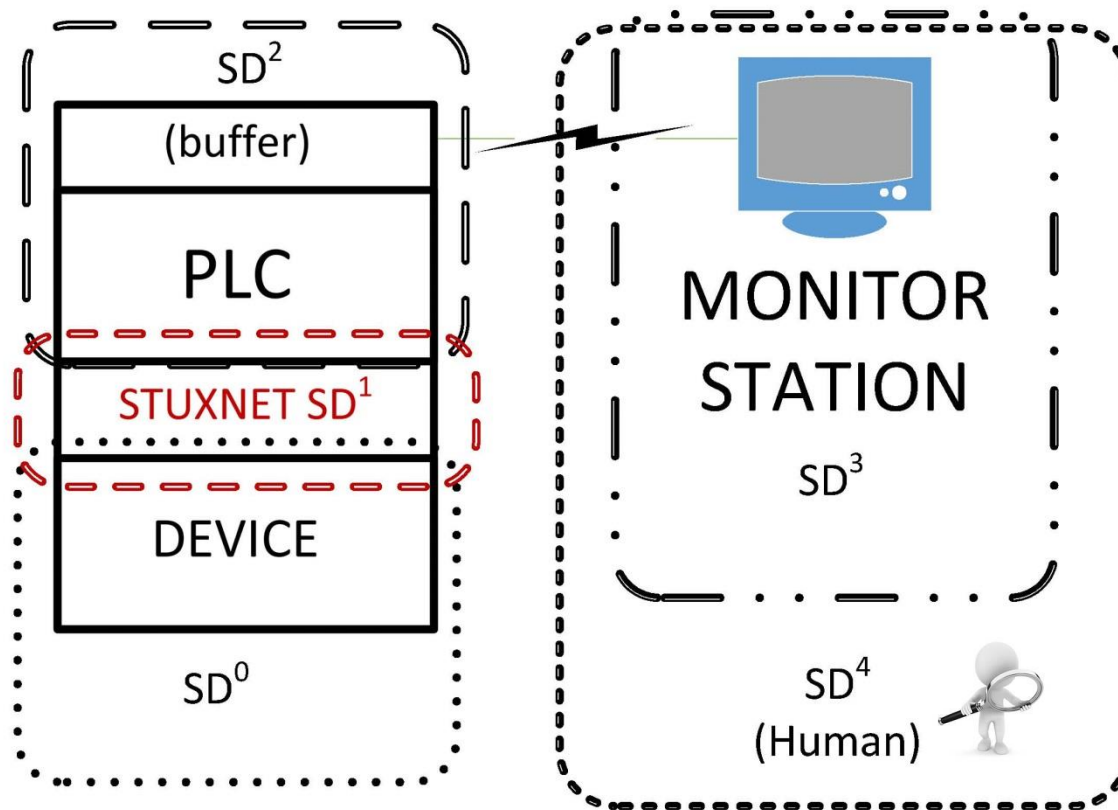 SD²
(buffer)
PLC
STUXNET SD¹
DEVICE
SD⁰
MONITOR
STATION
SD³
SD⁴
(Human)